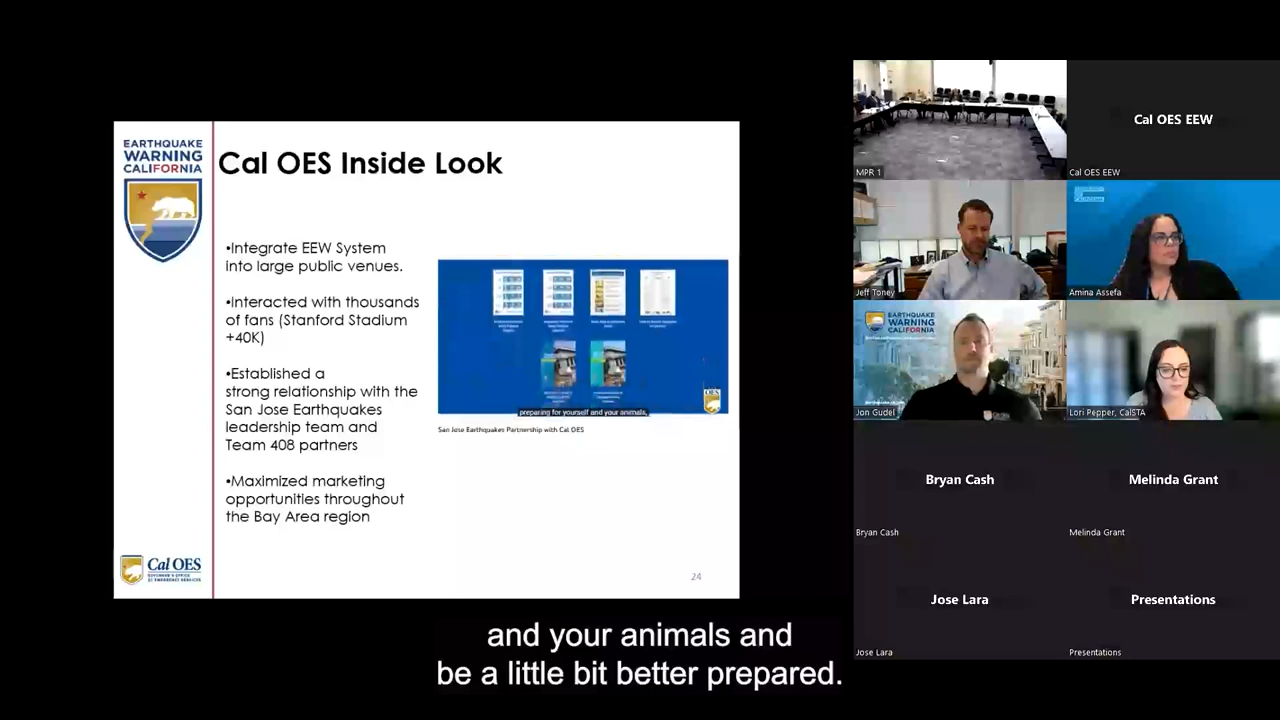 EARTHQUAKE
WARNING
CALIFORNIA
Cal OES Inside Look
•Integrate EEW System
into large public venues.
•Interacted with thousands
of fans (Stanford Stadium
+40K)
•Established a
strong relationship with the
San Jose Earthquakes
leadership team and
Team 408 partners
•Maximized marketing
opportunities throughout
the Bay Area region
preparing for yourself and your animals,
OES
San Jose Earthquakes Partnership with Cal OES
Cal OES
GOVERNOR'S OFFICE
OF EMERGENCY SERVICES
24
MPR 1
Cal OES EEW
Cal OES EEW
Jeff Toney
Amina Assefa
EARTHQUAKE
WARNING
CALIFORNIA
Jon Gudel
Lori Pepper, CalSTA
Bryan Cash
Bryan Cash
Melinda Grant
Melinda Grant
Jose Lara
Jose Lara
Presentations
Presentations
and your animals and
be a little bit better prepared.